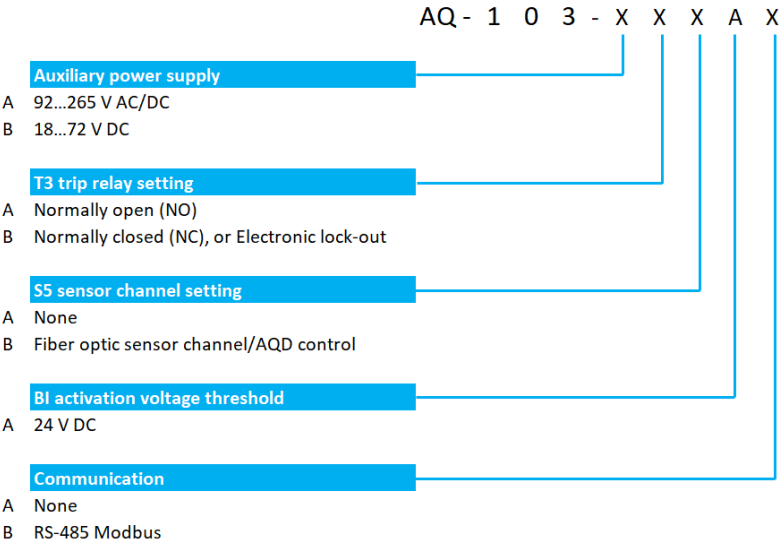 AQ - 1 0 3 - X X X A X
Auxiliary power supply
A 92...265 V AC/DC
B 18...72 V DC
T3 trip relay setting
A Normally open (NO)
B Normally closed (NC), or Electronic lock-out
S5 sensor channel setting
A None
B Fiber optic sensor channel/AQD control
BI activation voltage threshold
A 24 V DC
Communication
A None
B RS-485 Modbus